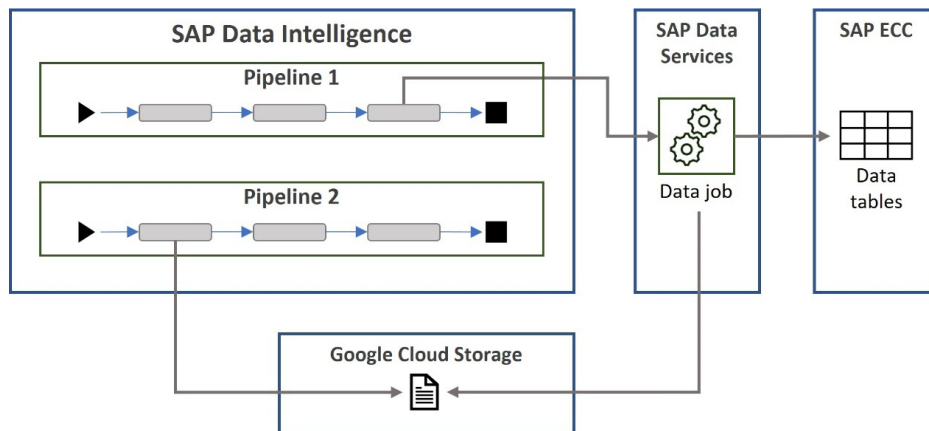 SAP Data Intelligence
Pipeline 1
Pipeline 2
SAP Data
Services
Data job
SAP ECC
Data
tables
Google Cloud Storage